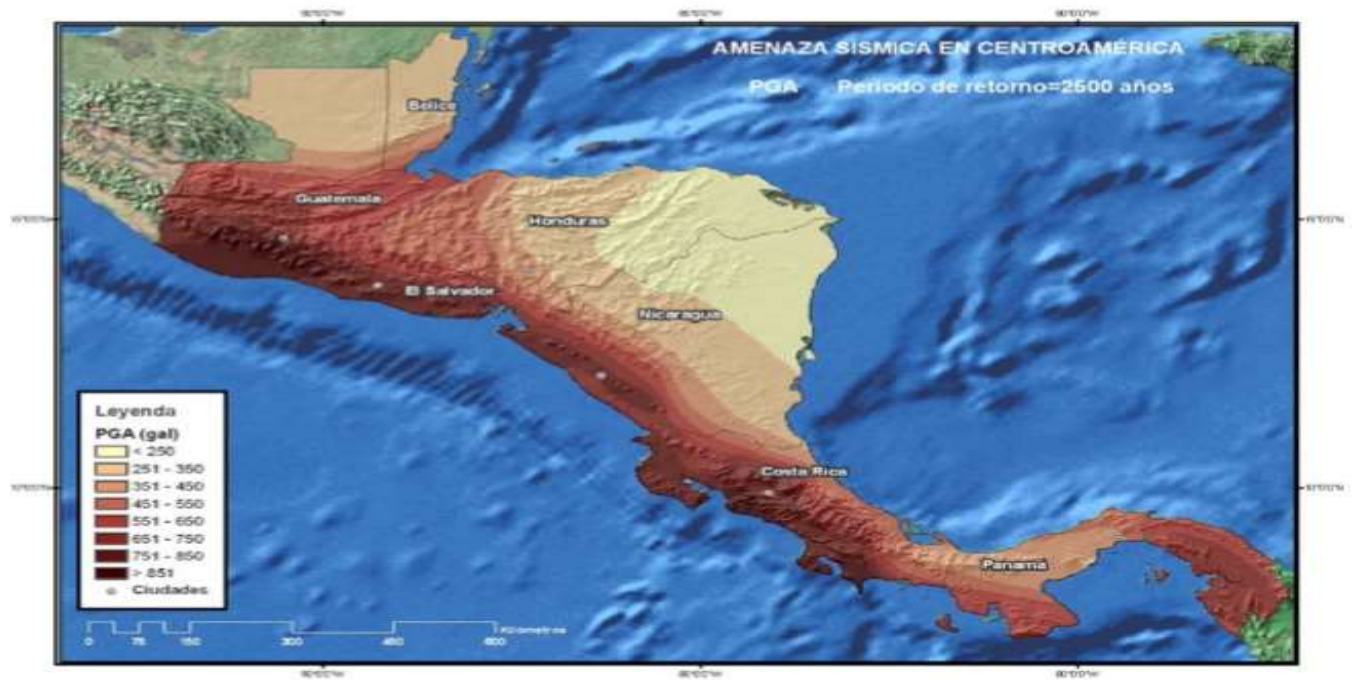 AMENAZA SÍSMICA EN CENTROAMÉRICA
PGA Periodo de retorno=2500 años
Belice
Guatemala
Honduras
El Salvador
Nicaragua
Costa Rica
Panamá
Leyenda
PGA (gal)
< 250
251 - 350
351 - 450
451 - 550
551 - 650
651 - 750
751 - 850
> 851
Ciudades
0 75 150 300 450 600 Kilómetros